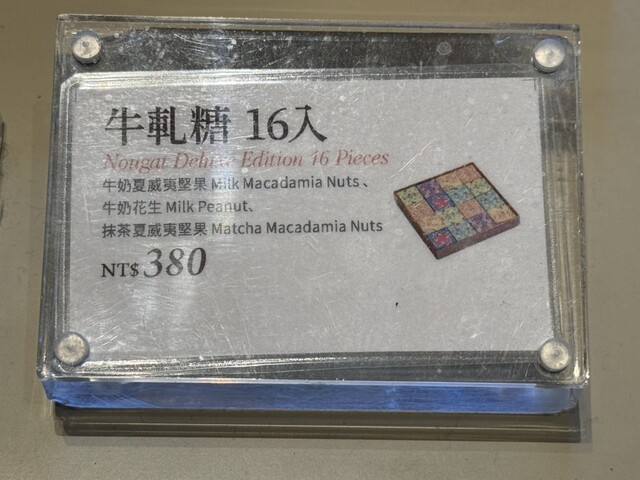 牛軋糖 16入
Nougat Deluxe Edition 16 Pieces
牛奶夏威夷堅果 Milk Macadamia Nuts、
牛奶花生 Milk Peanut、
抹茶夏威夷堅果 Matcha Macadamia Nuts
NT$ 380